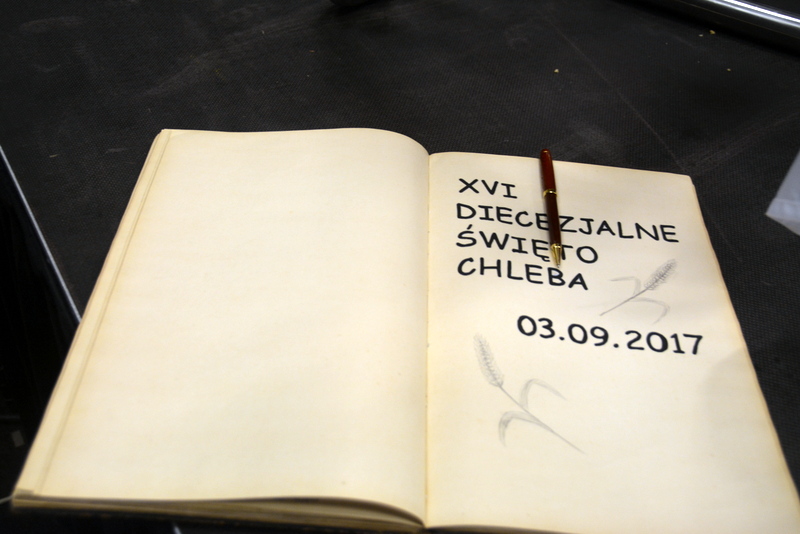 XVI
DIECEZJALNE
ŚWIĘTO
CHLEBA
03.09.2017